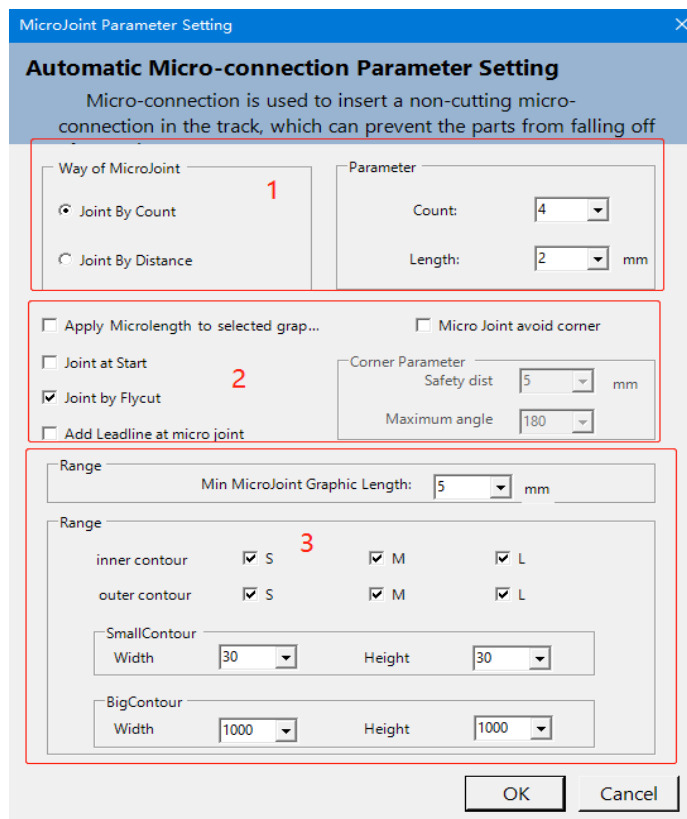 MicroJoint Parameter Setting
Automatic Micro-connection Parameter Setting
Micro-connection is used to insert a non-cutting micro-
connection in the track, which can prevent the parts from falling off
1
Way of MicroJoint
Joint By Count
Joint By Distance
Parameter
Count: 4
Length: 2 mm
2
Apply Microlength to selected grap...
Joint at Start
Joint by Flycut
Add Leadline at micro joint
Micro Joint avoid corner
Corner Parameter
Safety dist 5 mm
Maximum angle 180
Range
Min MicroJoint Graphic Length: 5 mm
Range
3
inner contour S M L
outer contour S M L
SmallContour
Width 30 Height 30
BigContour
Width 1000 Height 1000
OK Cancel